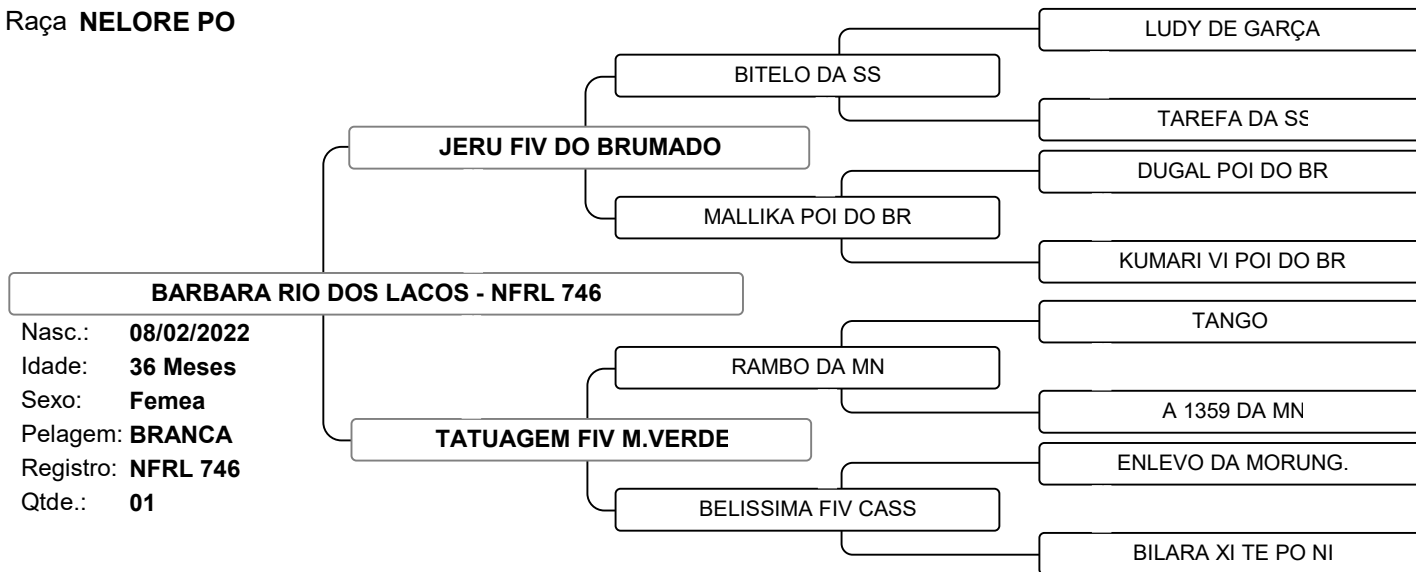 Raça NELORE PO
LUDY DE GARÇA
BITELO DA SS
TAREFA DA SS
JERU FIV DO BRUMADO
DUGAL POI DO BR
MALLIKA POI DO BR
KUMARI VI POI DO BR
BARBARA RIO DOS LACOS - NFRL 746
Nasc.: 08/02/2022
Idade: 36 Meses
Sexo: Femea
Pelagem: BRANCA
Registro: NFRL 746
Qtde.: 01
TANGO
RAMBO DA MN
A 1359 DA MN
TATUAGEM FIV M.VERDE
ENLEVO DA MORUNG.
BELISSIMA FIV CASS
BILARA XI TE PO NI